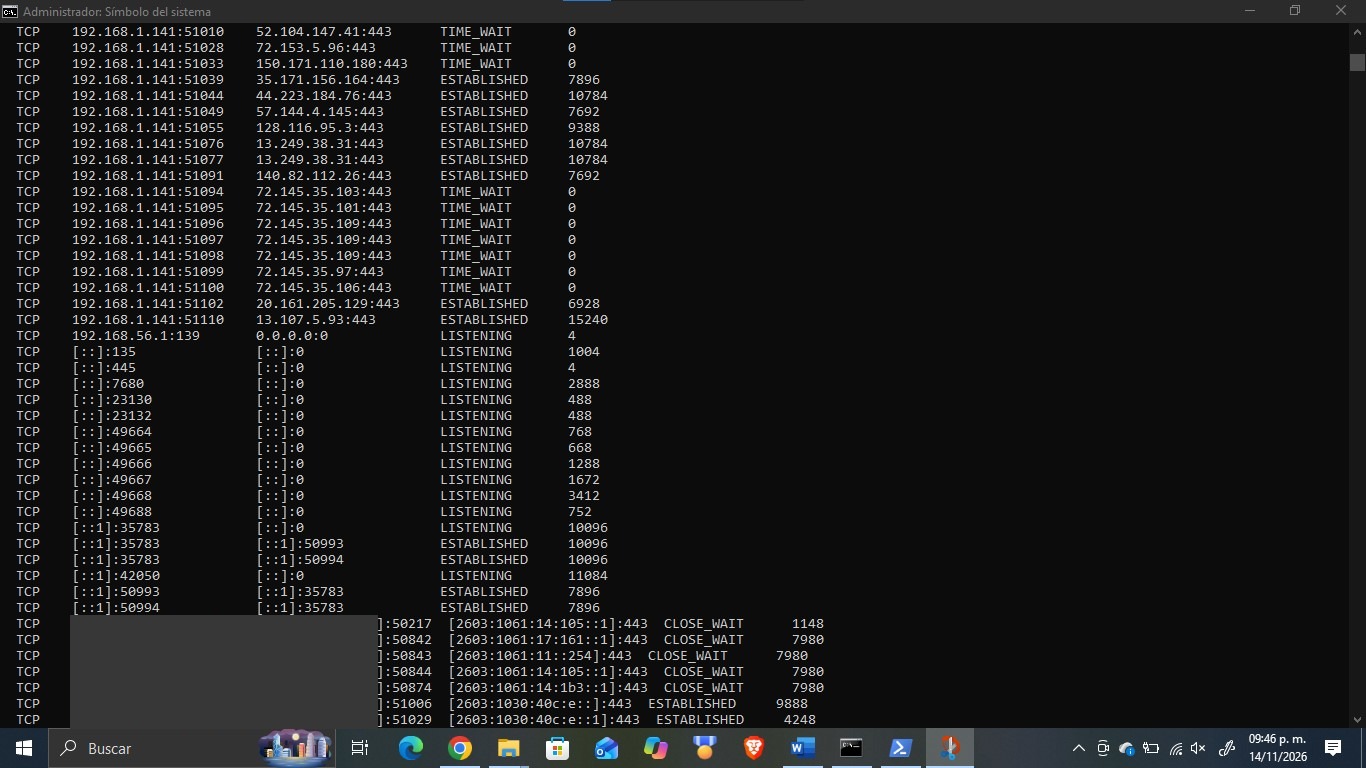 Administrador: Símbolo del sistema
TCP 192.168.1.141:51010 52.104.147.41:443 TIME_WAIT 0
TCP 192.168.1.141:51028 72.153.5.96:443 TIME_WAIT 0
TCP 192.168.1.141:51033 150.171.110.180:443 TIME_WAIT 0
TCP 192.168.1.141:51039 35.171.156.164:443 ESTABLISHED 7896
TCP 192.168.1.141:51044 44.223.184.76:443 ESTABLISHED 10784
TCP 192.168.1.141:51049 57.144.4.145:443 ESTABLISHED 7692
TCP 192.168.1.141:51055 128.116.95.3:443 ESTABLISHED 9388
TCP 192.168.1.141:51076 13.249.38.31:443 ESTABLISHED 10784
TCP 192.168.1.141:51077 13.249.38.31:443 ESTABLISHED 10784
TCP 192.168.1.141:51091 140.82.112.26:443 ESTABLISHED 7692
TCP 192.168.1.141:51094 72.145.35.103:443 TIME_WAIT 0
TCP 192.168.1.141:51095 72.145.35.101:443 TIME_WAIT 0
TCP 192.168.1.141:51096 72.145.35.109:443 TIME_WAIT 0
TCP 192.168.1.141:51097 72.145.35.109:443 TIME_WAIT 0
TCP 192.168.1.141:51098 72.145.35.109:443 TIME_WAIT 0
TCP 192.168.1.141:51099 72.145.35.97:443 TIME_WAIT 0
TCP 192.168.1.141:51100 72.145.35.106:443 TIME_WAIT 0
TCP 192.168.1.141:51102 20.161.205.129:443 ESTABLISHED 6928
TCP 192.168.1.141:51110 13.107.5.93:443 ESTABLISHED 15240
TCP 192.168.56.1:139 0.0.0.0:0 LISTENING 4
TCP [::]:135 [::]:0 LISTENING 1004
TCP [::]:445 [::]:0 LISTENING 4
TCP [::]:7680 [::]:0 LISTENING 2888
TCP [::]:23130 [::]:0 LISTENING 488
TCP [::]:23132 [::]:0 LISTENING 488
TCP [::]:49664 [::]:0 LISTENING 768
TCP [::]:49665 [::]:0 LISTENING 668
TCP [::]:49666 [::]:0 LISTENING 1288
TCP [::]:49667 [::]:0 LISTENING 1672
TCP [::]:49668 [::]:0 LISTENING 3412
TCP [::]:49688 [::]:0 LISTENING 752
TCP [::1]:35783 [::]:0 LISTENING 10096
TCP [::1]:35783 [::1]:50993 ESTABLISHED 10096
TCP [::1]:35783 [::1]:50994 ESTABLISHED 10096
TCP [::1]:42050 [::]:0 LISTENING 11084
TCP [::1]:50993 [::1]:35783 ESTABLISHED 7896
TCP [::1]:50994 [::1]:35783 ESTABLISHED 7896
TCP ]:50217 [2603:1061:14:105::1]:443 CLOSE_WAIT 1148
TCP ]:50842 [2603:1061:17:161::1]:443 CLOSE_WAIT 7980
TCP ]:50843 [2603:1061:11::254]:443 CLOSE_WAIT 7980
TCP ]:50844 [2603:1061:14:105::1]:443 CLOSE_WAIT 7980
TCP ]:50874 [2603:1061:14:1b3::1]:443 CLOSE_WAIT 7980
TCP ]:51006 [2603:1030:40c:e::]:443 ESTABLISHED 9888
TCP ]:51029 [2603:1030:40c:e::1]:443 ESTABLISHED 4248
Buscar
09:46 p. m.
14/11/2026